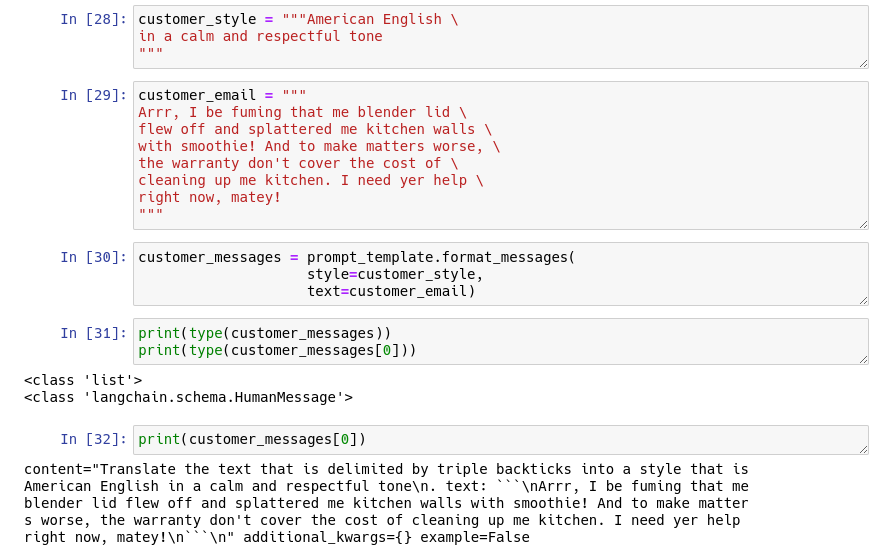 In [28]: customer_style = """American English \
in a calm and respectful tone
"""
In [29]: customer_email = """
Arrr, I be fuming that me blender lid \
flew off and splattered me kitchen walls \
with smoothie! And to make matters worse, \
the warranty don't cover the cost of \
cleaning up me kitchen. I need yer help \
right now, matey!
"""
In [30]: customer_messages = prompt_template.format_messages(
                    style=customer_style,
                    text=customer_email)
In [31]: print(type(customer_messages))
print(type(customer_messages[0]))
<class 'list'>
<class 'langchain.schema.HumanMessage'>
In [32]: print(customer_messages[0])
content="Translate the text that is delimited by triple backticks into a style that is
American English in a calm and respectful tone\n. text: ```\nArrr, I be fuming that me
blender lid flew off and splattered me kitchen walls with smoothie! And to make matter
s worse, the warranty don't cover the cost of cleaning up me kitchen. I need yer help
right now, matey!\n```\n" additional_kwargs={} example=False